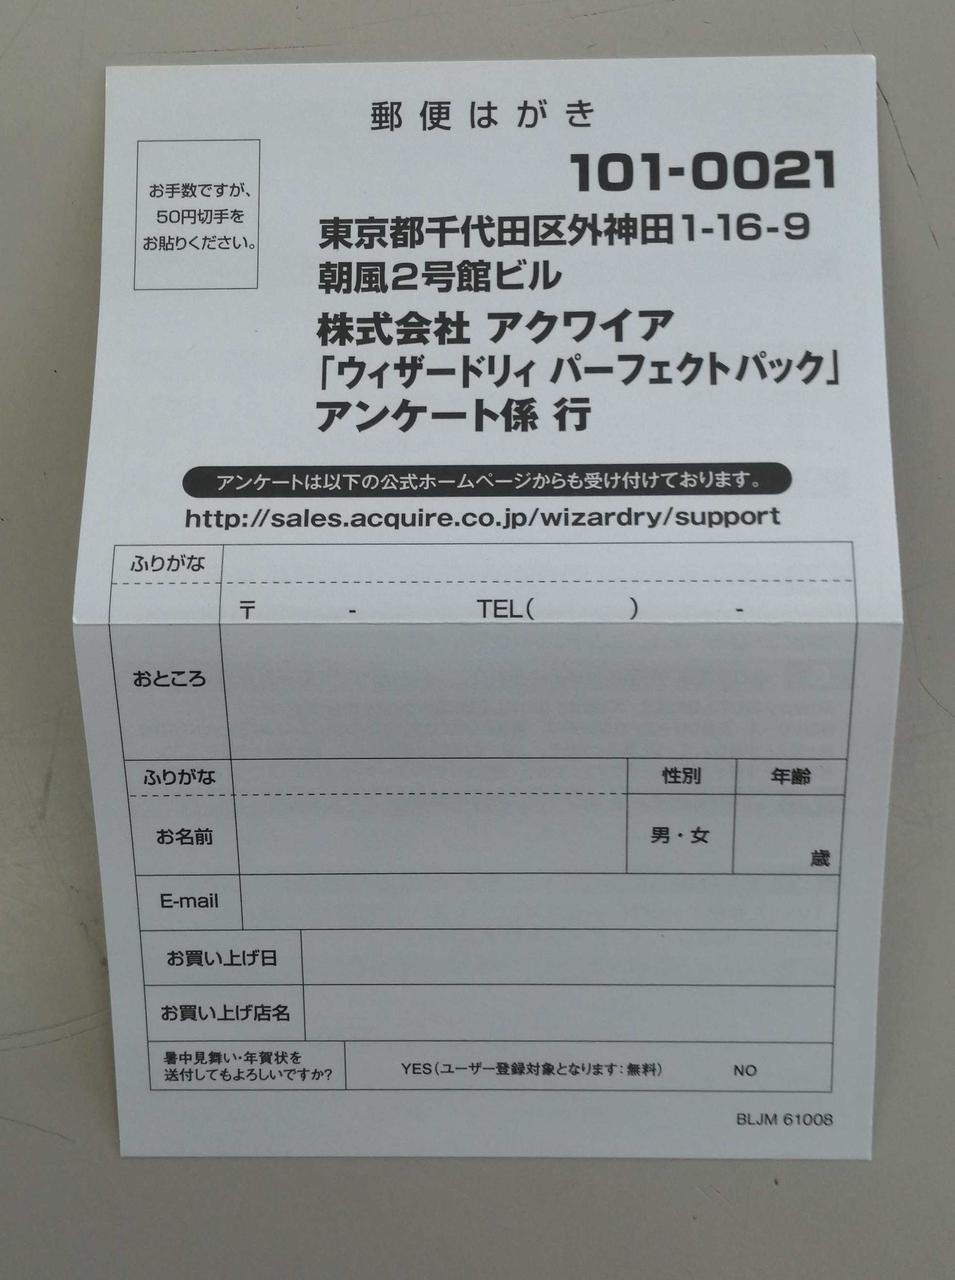 郵便はがき
お手数ですが、
50円切手を
お貼りください。
101-0021
東京都千代田区外神田1-16-9
朝風2号館ビル
株式会社 アクワイア
「ウィザードリィ パーフェクトパック」
アンケート係 行
アンケートは以下の公式ホームページからも受け付けております。
http://sales.acquire.co.jp/wizardry/support
ふりがな
〒 - TEL( ) -
おところ
ふりがな 性別 年齢
お名前 男・女 歳
E-mail
お買い上げ日
お買い上げ店名
暑中見舞い・年賀状を
送付してもよろしいですか?
YES(ユーザー登録対象となります:無料) NO
BLJM 61008